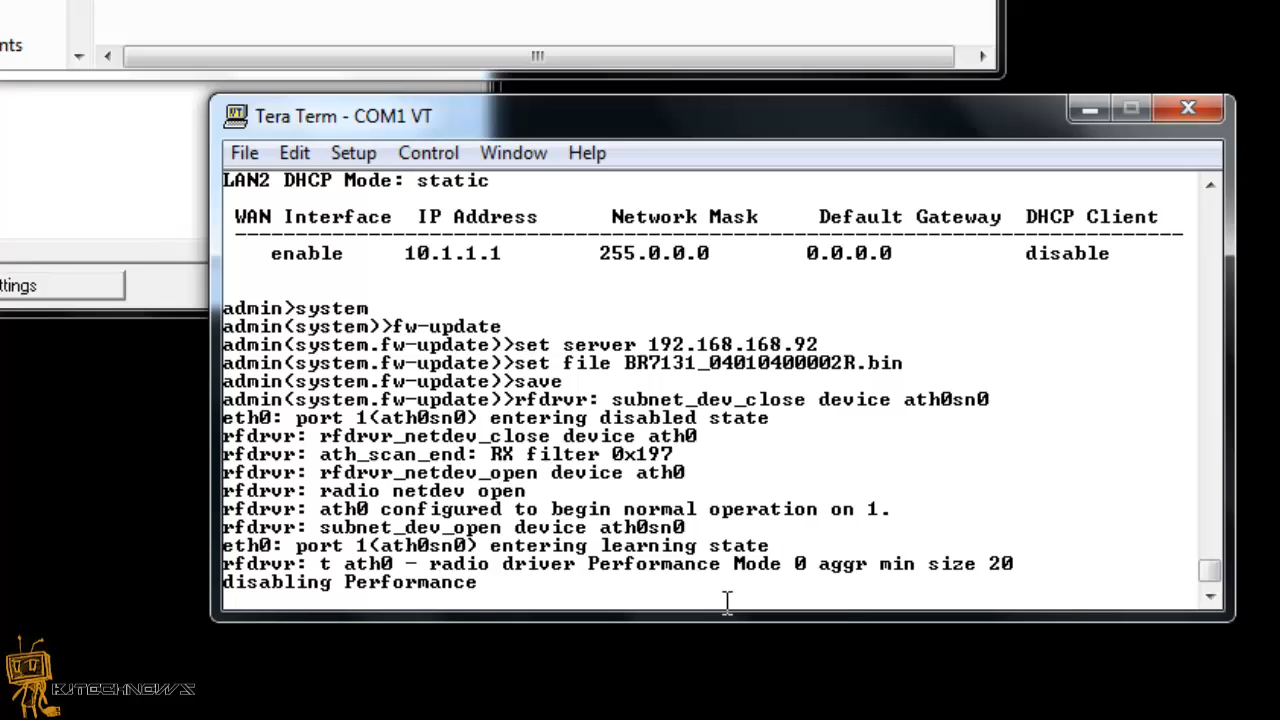 nts
ttings
Tera Term - COM1 VT
File Edit Setup Control Window Help
LAN2 DHCP Mode: static
WAN Interface IP Address Network Mask Default Gateway DHCP Client
--------------------------------------------------------------------------------
enable 10.1.1.1 255.0.0.0 0.0.0.0 disable
admin>system
admin(system)>fw-update
admin(system.fw-update)>set server 192.168.168.92
admin(system.fw-update)>set file BR7131_04010400002R.bin
admin(system.fw-update)>save
admin(system.fw-update)>rfdrvr: subnet_dev_close device ath0sn0
eth0: port 1(ath0sn0) entering disabled state
rfdrvr: rfdrvr_netdev_close device ath0
rfdrvr: ath_scan_end: RX filter 0x197
rfdrvr: rfdrvr_netdev_open device ath0
rfdrvr: radio netdev open
rfdrvr: ath0 configured to begin normal operation on 1.
rfdrvr: subnet_dev_open device ath0sn0
eth0: port 1(ath0sn0) entering learning state
rfdrvr: t ath0 - radio driver Performance Mode 0 aggr min size 20
disabling Performance